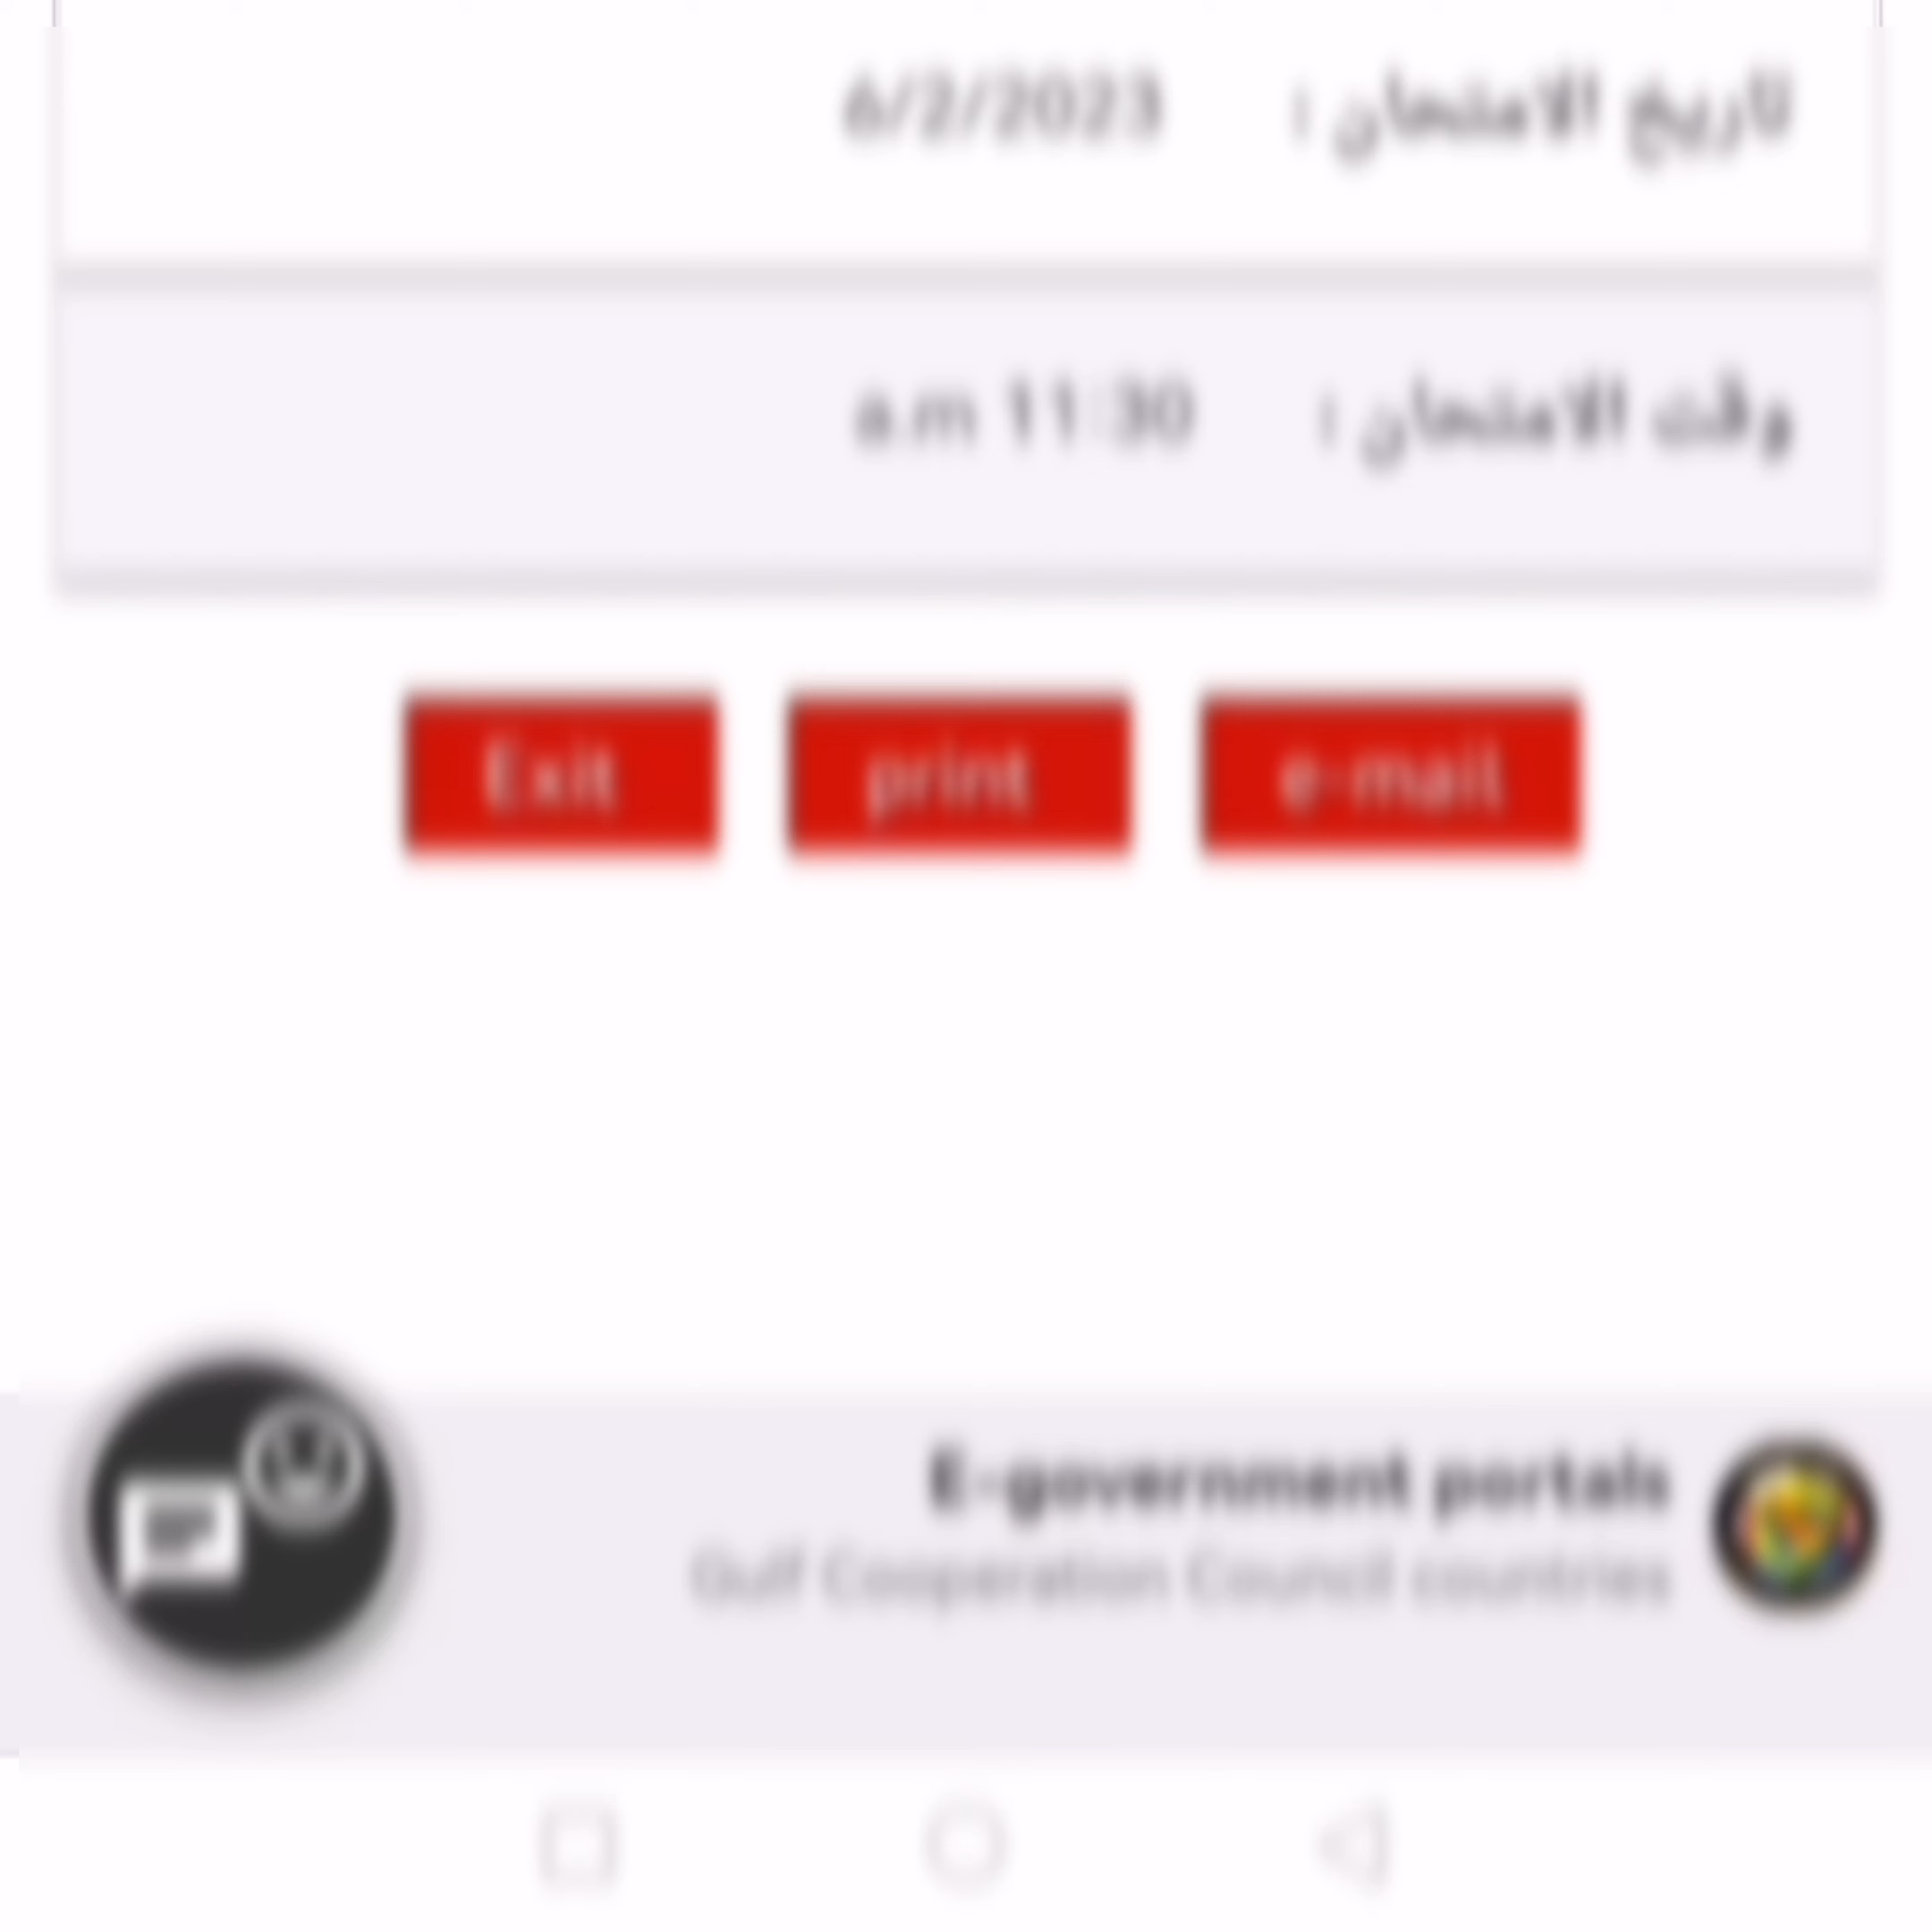 تاريخ الامتحان : 6/2/2023
وقت الامتحان : a.m 11:30
Exit print e-mail
E-government portals
Gulf Cooperation Council countries